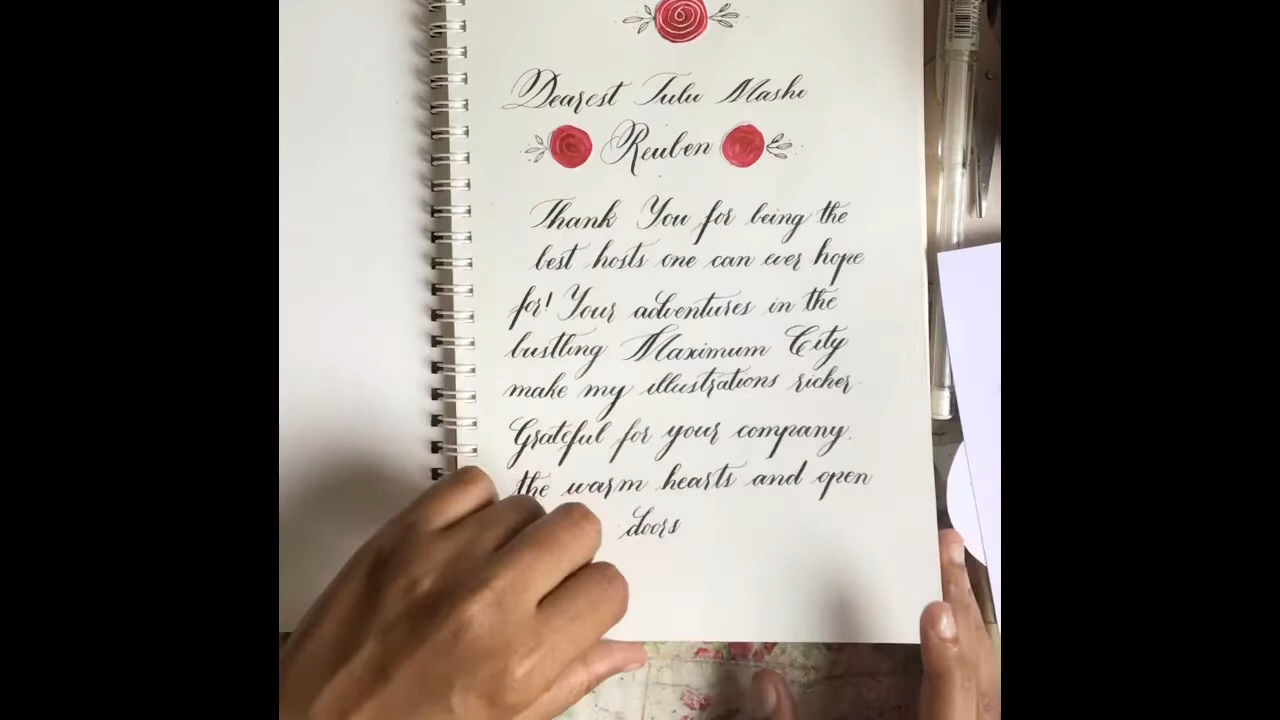 Dearest Tulu Mashi
Reuben
Thank You for being the
best hosts one can ever hope
for! Your adventures in the
bustling Maximum City
make my illustrations richer
Grateful for your company.
the warm hearts and open
doors